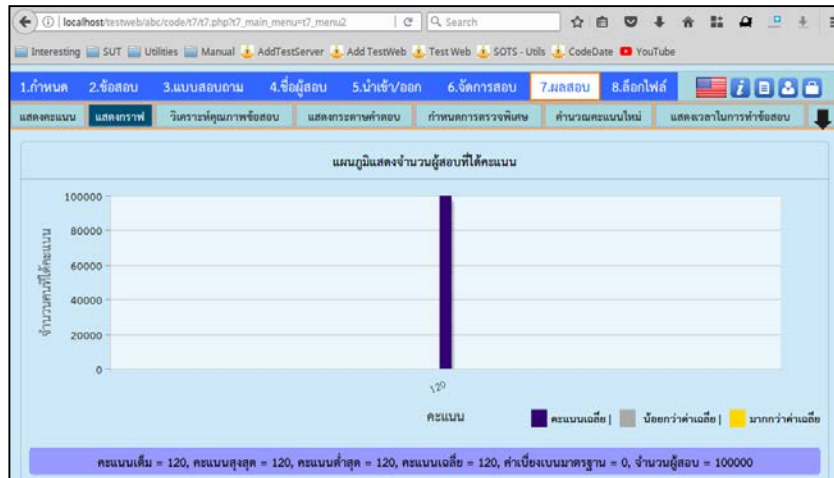 localhost/testweb/abc/code/t7/t7.php?t7_main_menu=t7_menu2 Search
Interesting SUT Utilities Manual AddTestServer Add TestWeb Test Web SOTS - Utils CodeDate YouTube
1.กำหนด 2.ข้อสอบ 3.แบบสอบถาม 4.ชื่อผู้สอบ 5.นำเข้า/ออก 6.จัดการสอบ 7.ผลสอบ 8.ล็อกไฟล์
แสดงคะแนน แสดงกราฟ วิเคราะห์คุณภาพข้อสอบ แสดงกระดาษคำตอบ กำหนดการตรวจพิเศษ คำนวณคะแนนใหม่ แสดงเวลาในการทำข้อสอบ
แผนภูมิแสดงจำนวนผู้สอบที่ได้คะแนน
จำนวนคนที่ได้คะแนน
100000
80000
60000
40000
20000
0
120
คะแนน
คะแนนเฉลี่ย | น้อยกว่าค่าเฉลี่ย | มากกว่าค่าเฉลี่ย
คะแนนเต็ม = 120, คะแนนสูงสุด = 120, คะแนนต่ำสุด = 120, คะแนนเฉลี่ย = 120, ค่าเบี่ยงเบนมาตรฐาน = 0, จำนวนผู้สอบ = 100000